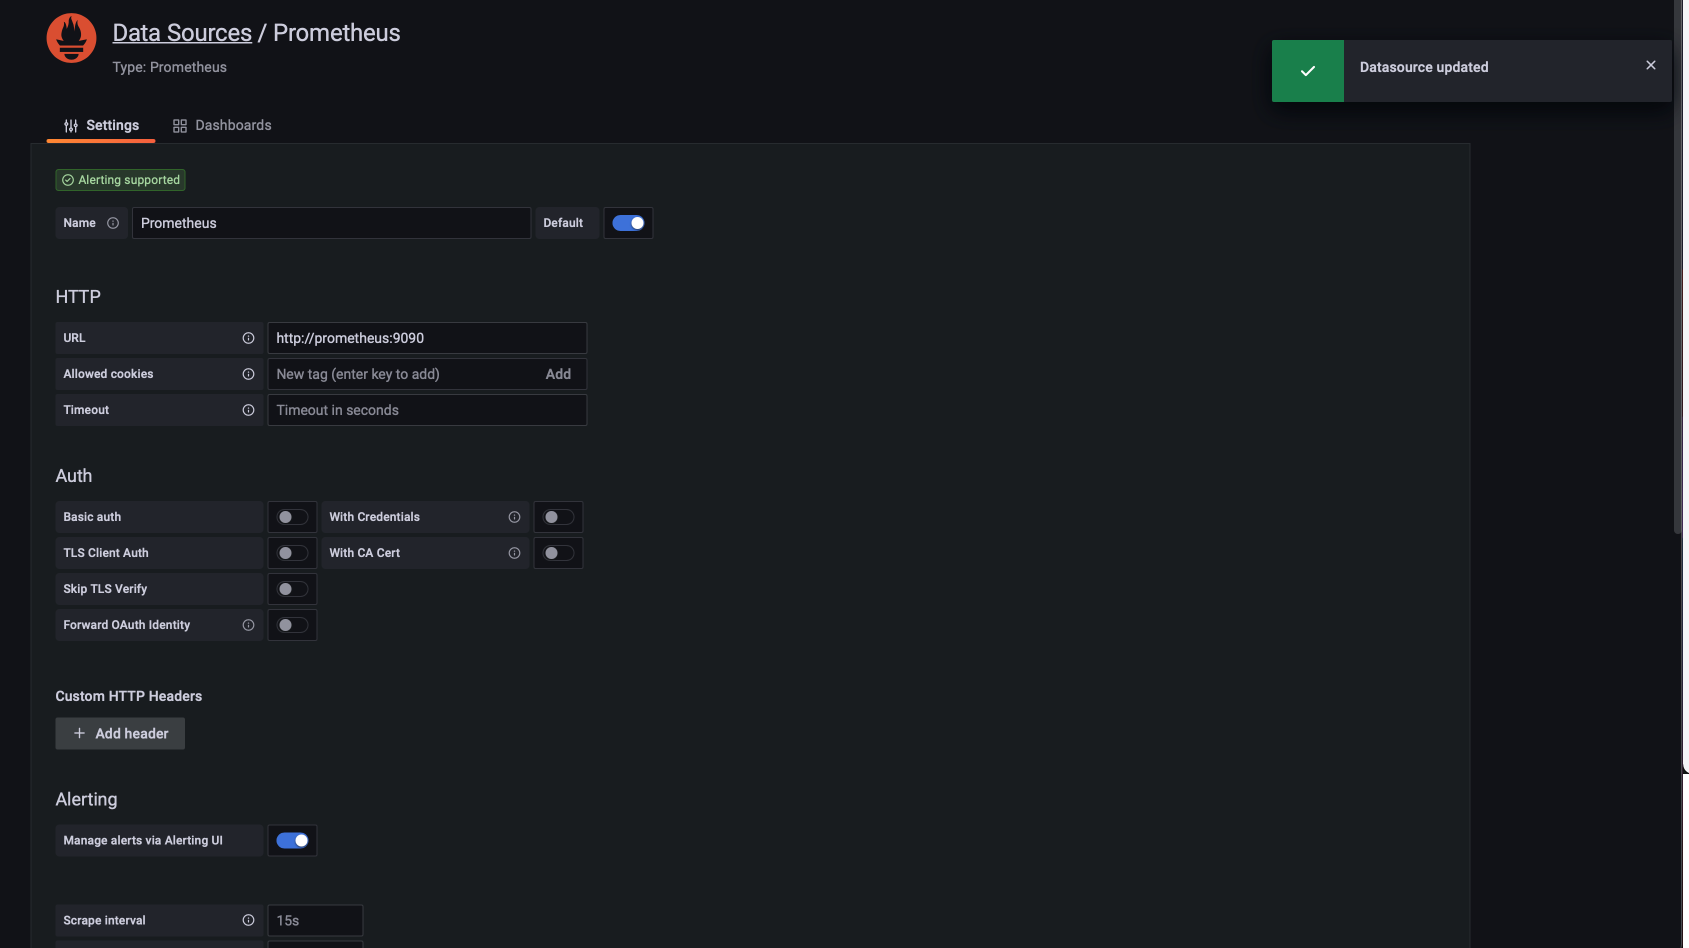 Data Sources / Prometheus
Type: Prometheus
Datasource updated
Settings
Dashboards
Alerting supported
Name
Prometheus
Default
HTTP
URL
http://prometheus:9090
Allowed cookies
New tag (enter key to add)
Add
Timeout
Timeout in seconds
Auth
Basic auth
With Credentials
TLS Client Auth
With CA Cert
Skip TLS Verify
Forward OAuth Identity
Custom HTTP Headers
+ Add header
Alerting
Manage alerts via Alerting UI
Scrape interval
15s